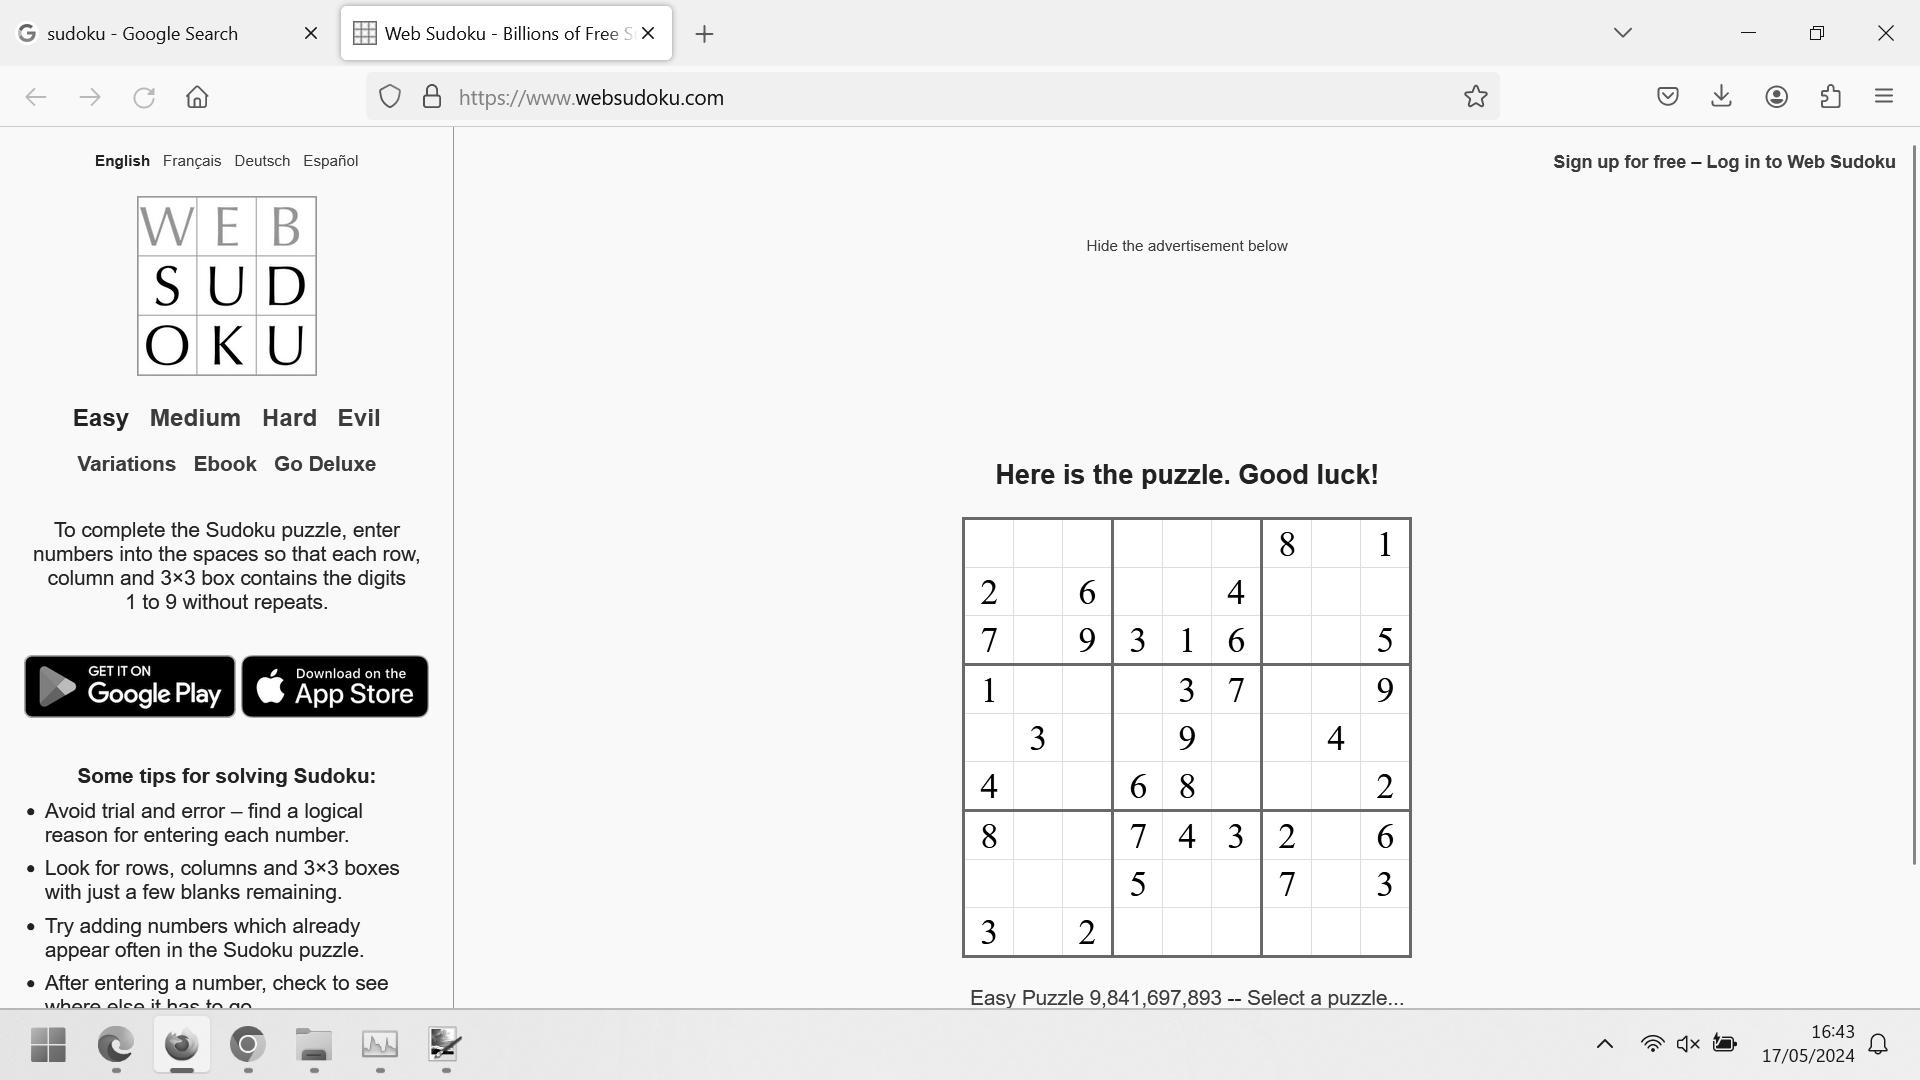 sudoku - Google Search
Web Sudoku - Billions of Free S
https://www.websudoku.com
English Français Deutsch Español
Sign up for free – Log in to Web Sudoku
WEB
SUD
OKU
Hide the advertisement below
Easy Medium Hard Evil
Variations Ebook Go Deluxe
Here is the puzzle. Good luck!
To complete the Sudoku puzzle, enter
numbers into the spaces so that each row,
column and 3×3 box contains the digits
1 to 9 without repeats.
GET IT ON
Google Play
Download on the
App Store
Some tips for solving Sudoku:
• Avoid trial and error – find a logical
reason for entering each number.
• Look for rows, columns and 3×3 boxes
with just a few blanks remaining.
• Try adding numbers which already
appear often in the Sudoku puzzle.
• After entering a number, check to see
where else it has to go.
8 1
2 6 4
7 9 3 1 6 5
1 3 7 9
3 9 4
4 6 8 2
8 7 4 3 2 6
5 7 3
3 2
Easy Puzzle 9,841,697,893 -- Select a puzzle...
16:43
17/05/2024